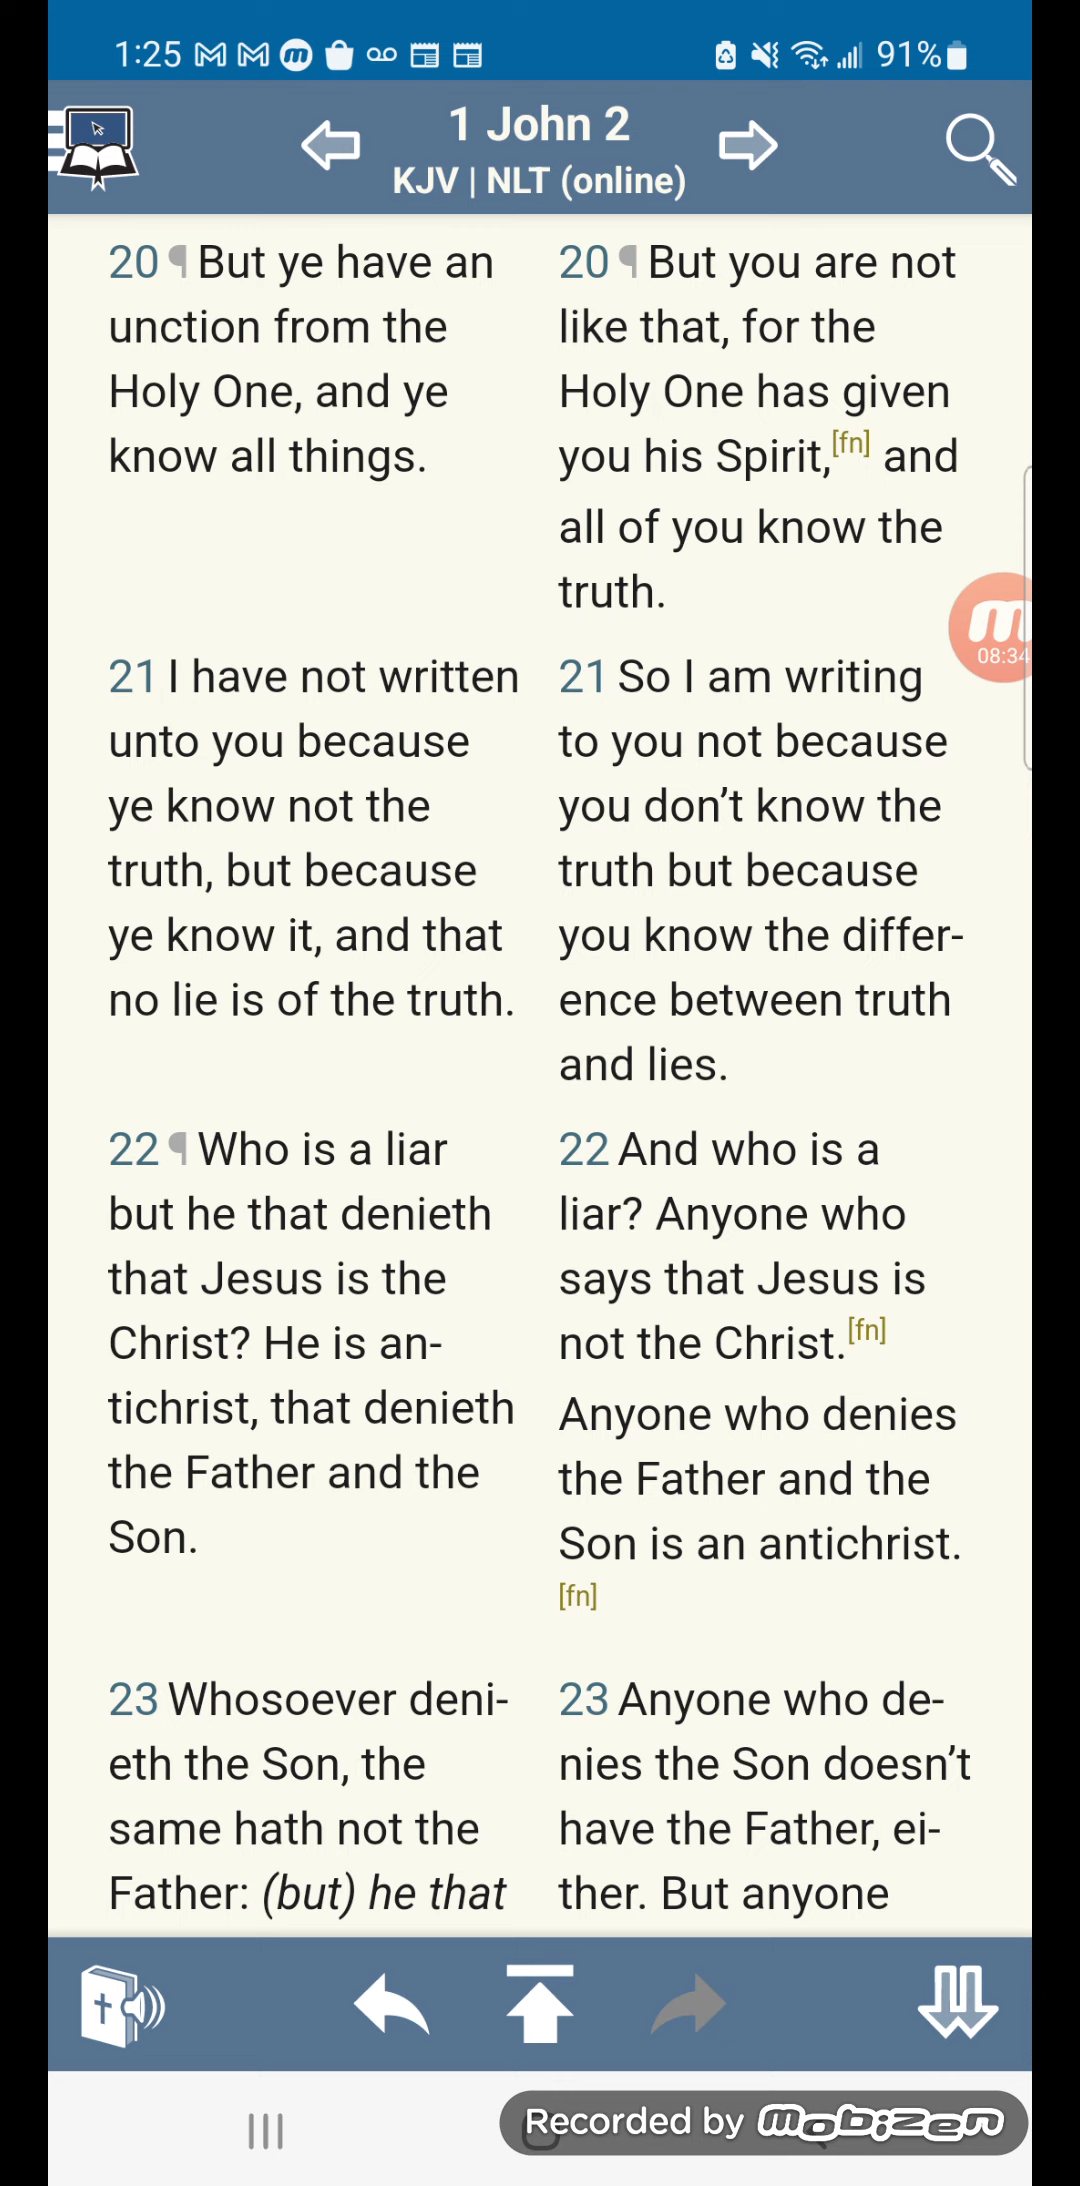 1:25
91%
1 John 2
KJV | NLT (online)
20 ¶ But ye have an
unction from the
Holy One, and ye
know all things.
20 ¶ But you are not
like that, for the
Holy One has given
you his Spirit,[fn] and
all of you know the
truth.
08:34
21 I have not written
unto you because
ye know not the
truth, but because
ye know it, and that
no lie is of the truth.
21 So I am writing
to you not because
you don’t know the
truth but because
you know the differ-
ence between truth
and lies.
22 ¶ Who is a liar
but he that denieth
that Jesus is the
Christ? He is an-
tichrist, that denieth
the Father and the
Son.
22 And who is a
liar? Anyone who
says that Jesus is
not the Christ.[fn]
Anyone who denies
the Father and the
Son is an antichrist.
[fn]
23 Whosoever deni-
eth the Son, the
same hath not the
Father: (but) he that
23 Anyone who de-
nies the Son doesn’t
have the Father, ei-
ther. But anyone
Recorded by mobizen